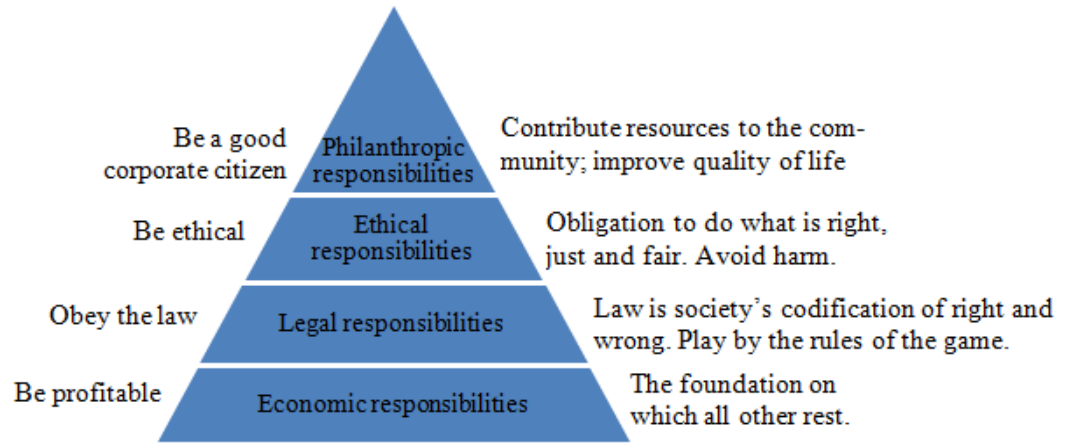 Be a good
corporate citizen
Philanthropic
responsibilities
Contribute resources to the com-
munity; improve quality of life
Be ethical
Ethical
responsibilities
Obligation to do what is right,
just and fair. Avoid harm.
Obey the law
Legal responsibilities
Law is society’s codification of right and
wrong. Play by the rules of the game.
Be profitable
Economic responsibilities
The foundation on
which all other rest.